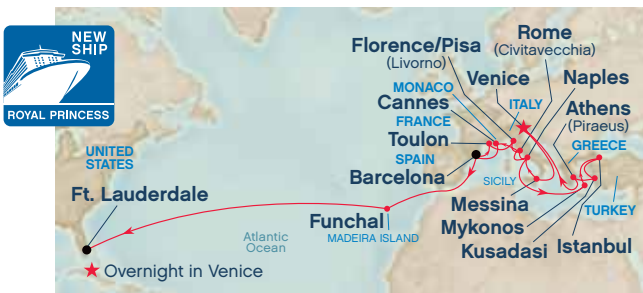 NEW
SHIP
ROYAL PRINCESS
Florence/Pisa
(Livorno)
Rome
(Civitavecchia)
Venice
Naples
MONACO
Cannes
ITALY
Athens
(Piraeus)
FRANCE
Toulon
GREECE
UNITED
STATES
SPAIN
Barcelona
SICILY
Ft. Lauderdale
Messina
TURKEY
Funchal
MADEIRA ISLAND
Mykonos
Atlantic
Ocean
Kusadasi
Istanbul
Overnight in Venice